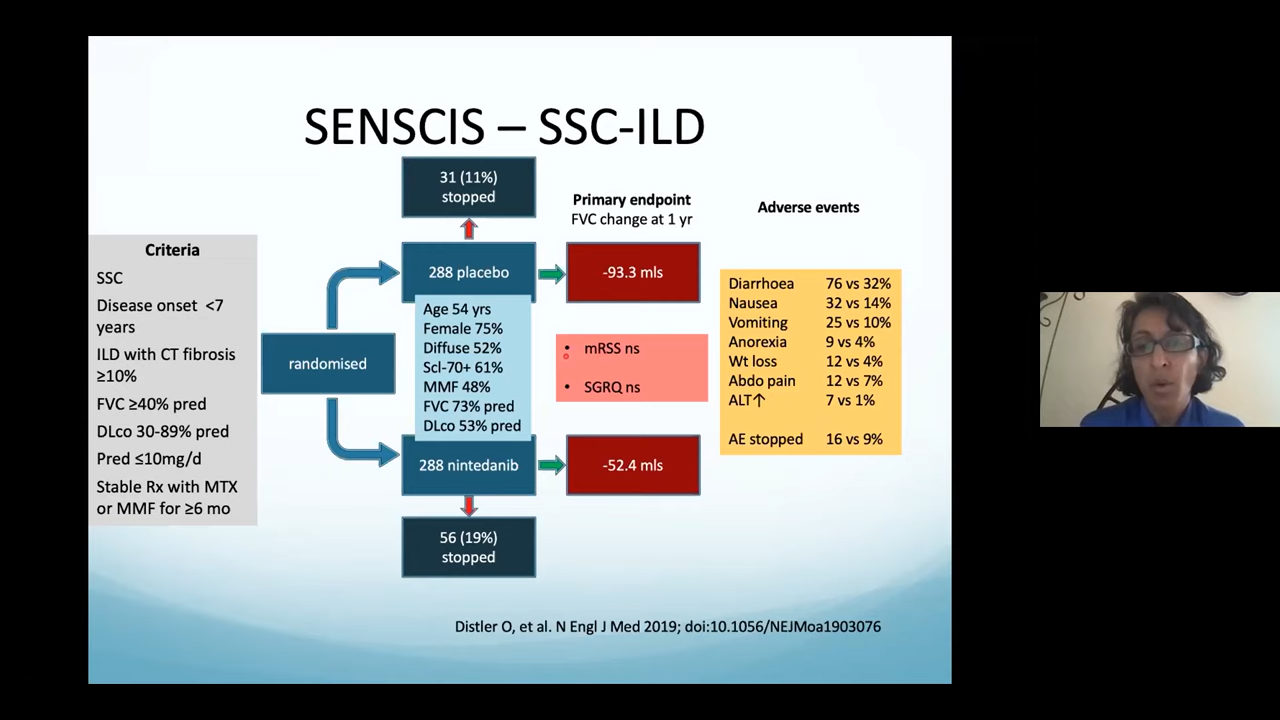 SENSCIS – SSC-ILD
Criteria
SSC
Disease onset <7
years
ILD with CT fibrosis
≥10%
FVC ≥40% pred
DLco 30-89% pred
Pred ≤10mg/d
Stable Rx with MTX
or MMF for ≥6 mo
randomised
31 (11%)
stopped
288 placebo
Age 54 yrs
Female 75%
Diffuse 52%
Scl-70+ 61%
MMF 48%
FVC 73% pred
DLco 53% pred
288 nintedanib
56 (19%)
stopped
Primary endpoint
FVC change at 1 yr
-93.3 mls
• mRSS ns
• SGRQ ns
-52.4 mls
Adverse events
Diarrhoea 76 vs 32%
Nausea 32 vs 14%
Vomiting 25 vs 10%
Anorexia 9 vs 4%
Wt loss 12 vs 4%
Abdo pain 12 vs 7%
ALT↑ 7 vs 1%
AE stopped 16 vs 9%
Distler O, et al. N Engl J Med 2019; doi:10.1056/NEJMoa1903076